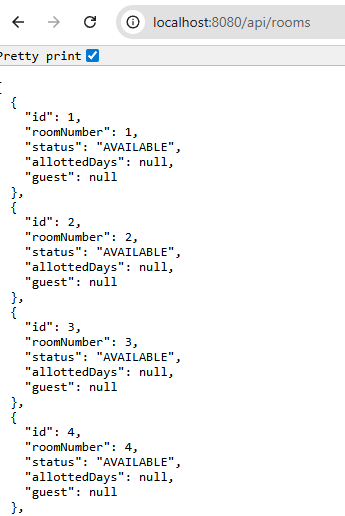 localhost:8080/api/rooms
Pretty print
[
  {
    "id": 1,
    "roomNumber": 1,
    "status": "AVAILABLE",
    "allottedDays": null,
    "guest": null
  },
  {
    "id": 2,
    "roomNumber": 2,
    "status": "AVAILABLE",
    "allottedDays": null,
    "guest": null
  },
  {
    "id": 3,
    "roomNumber": 3,
    "status": "AVAILABLE",
    "allottedDays": null,
    "guest": null
  },
  {
    "id": 4,
    "roomNumber": 4,
    "status": "AVAILABLE",
    "allottedDays": null,
    "guest": null
  },